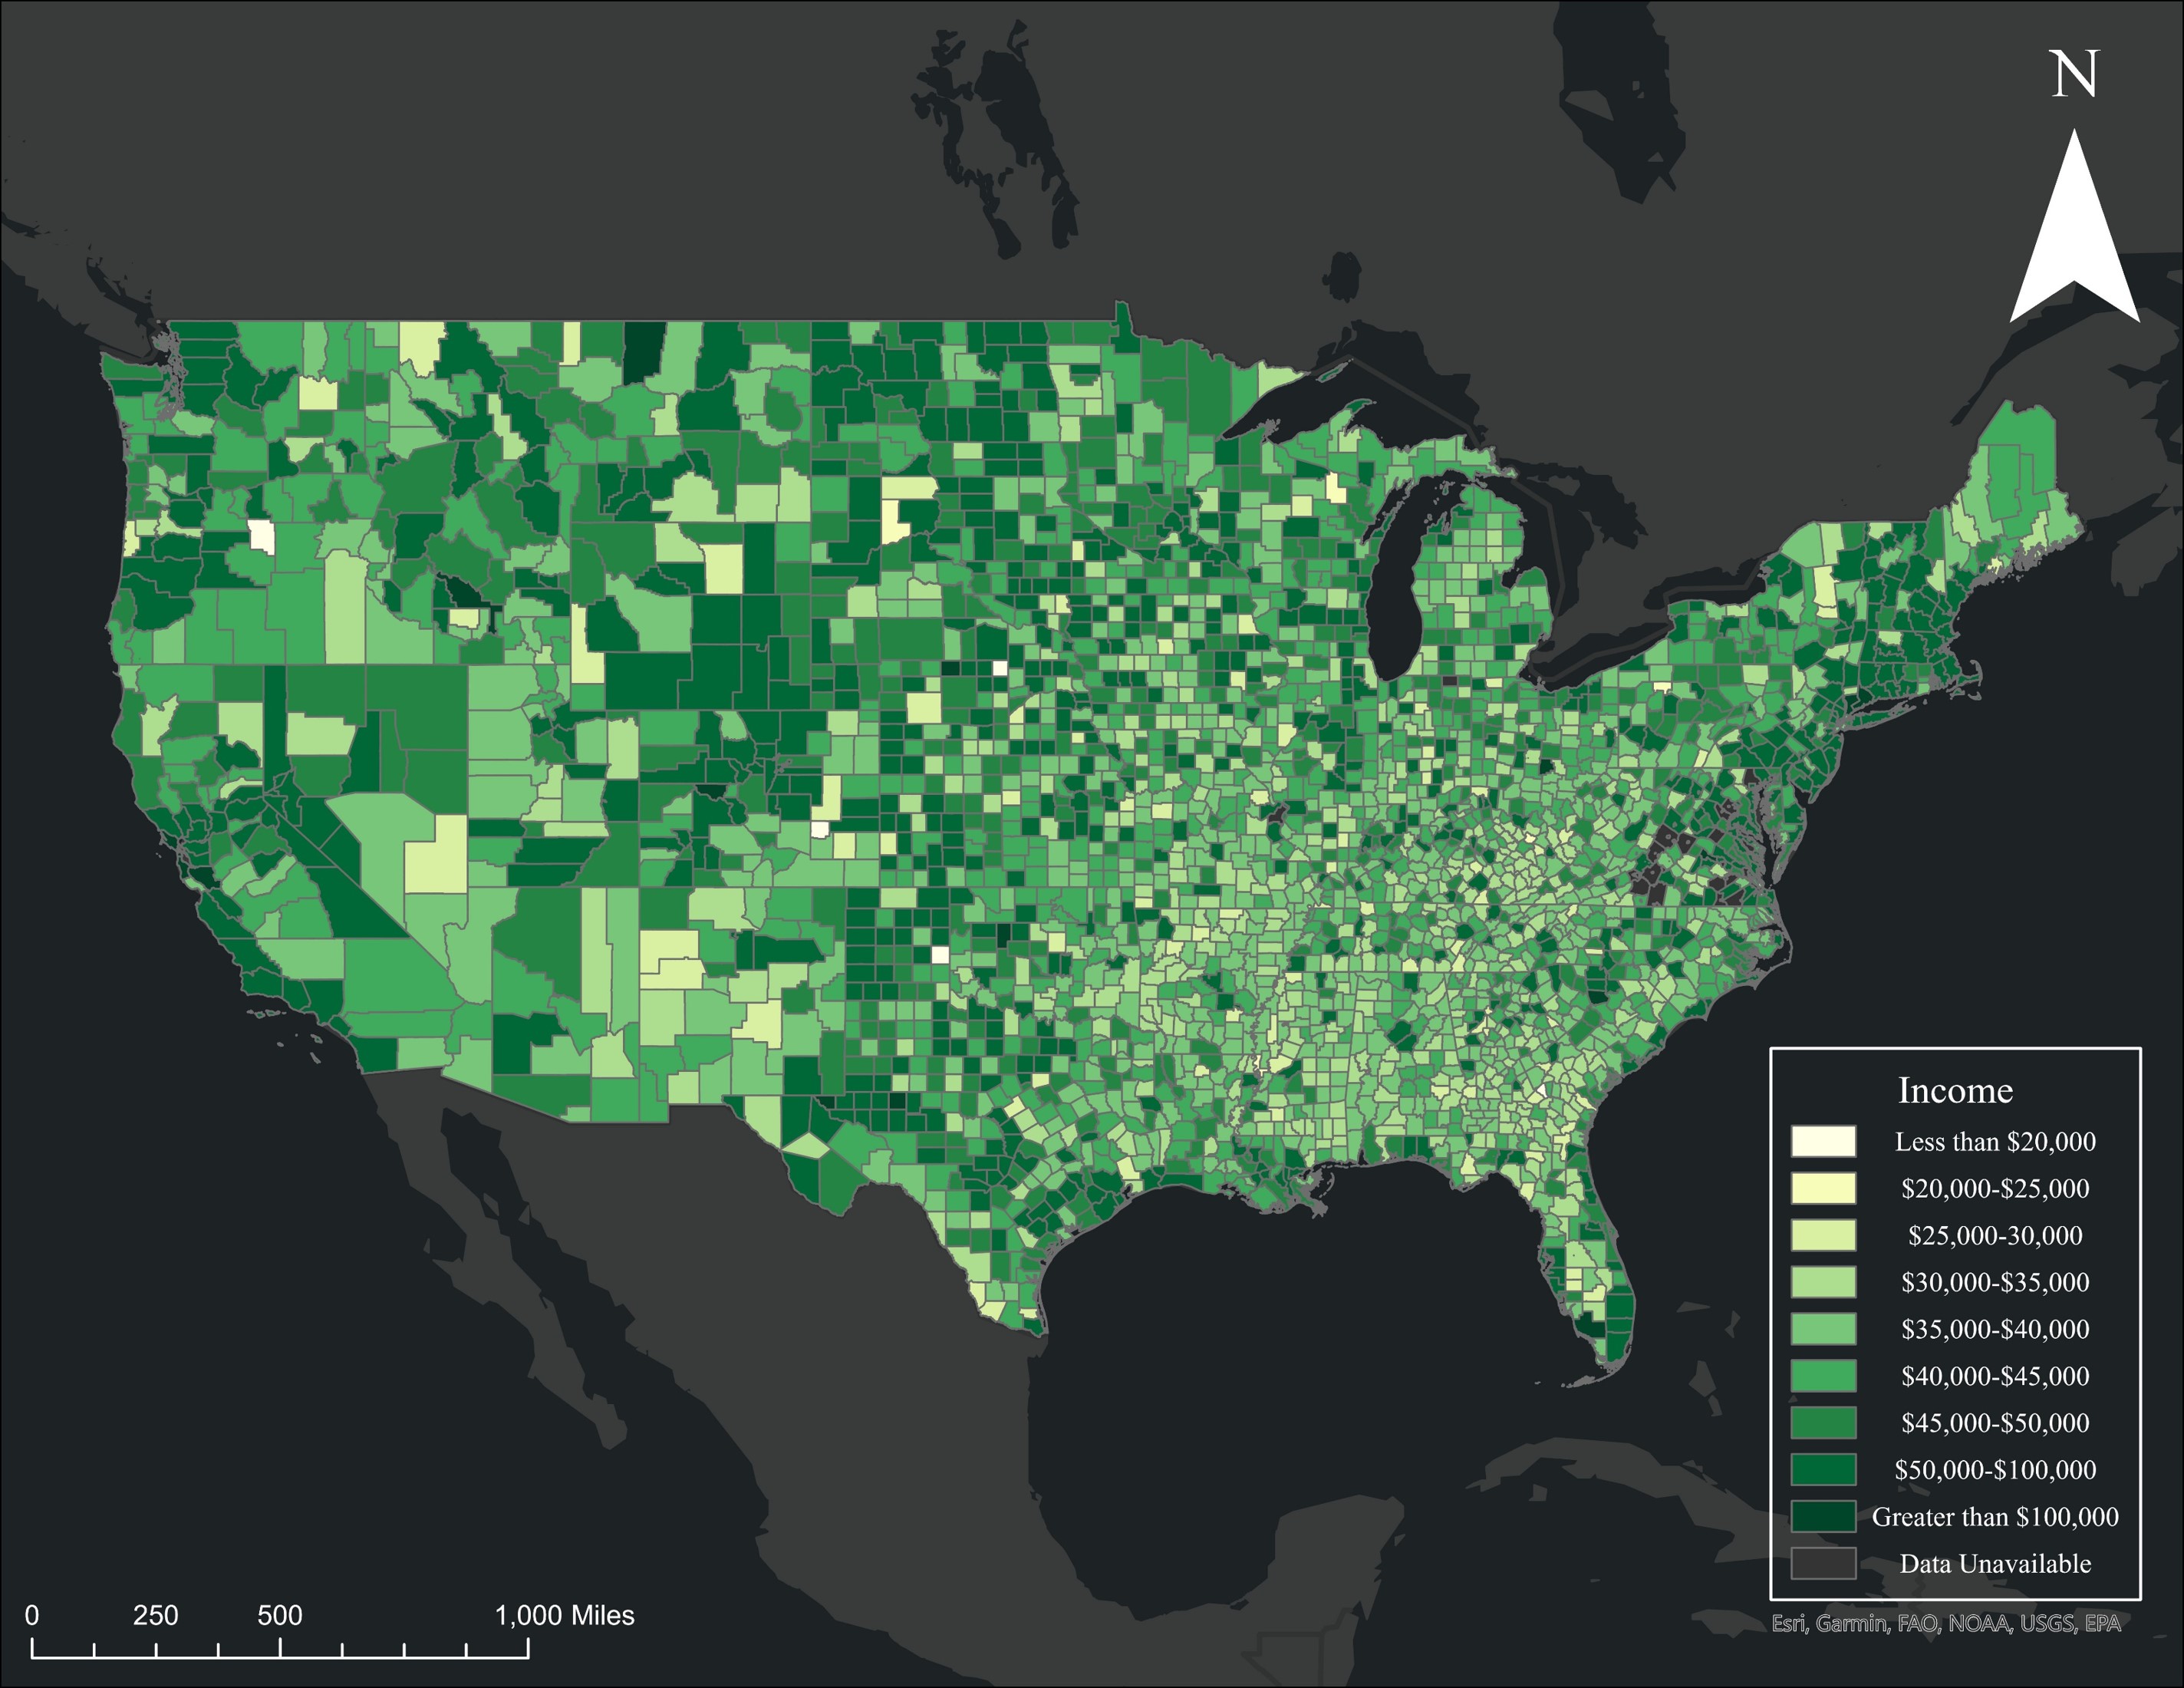 N
Income
Less than $20,000
$20,000-$25,000
$25,000-30,000
$30,000-$35,000
$35,000-$40,000
$40,000-$45,000
$45,000-$50,000
$50,000-$100,000
Greater than $100,000
Data Unavailable
Esri, Garmin, FAO, NOAA, USGS, EPA
0 250 500 1,000 Miles